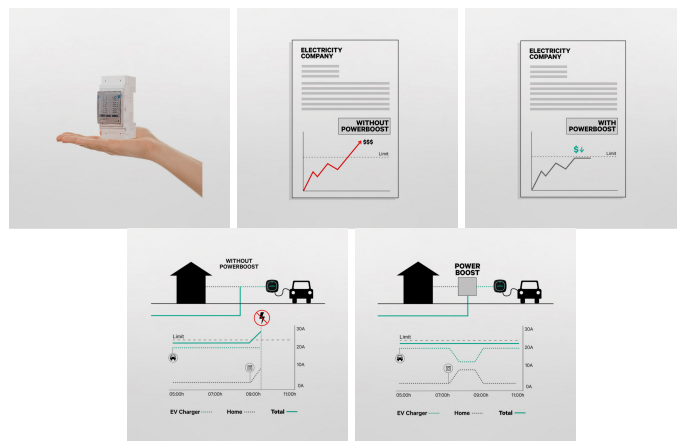 ELECTRICITY
COMPANY
WITHOUT
POWERBOOST
$$$
Limit
ELECTRICITY
COMPANY
WITH
POWERBOOST
$↓
Limit
WITHOUT
POWERBOOST
Limit
30A
20A
10A
0A
05:00h 07:00h 09:00h 11:00h
EV Charger Home Total
POWER
BOOST
Limit
30A
20A
10A
0A
05:00h 07:00h 09:00h 11:00h
EV Charger Home Total